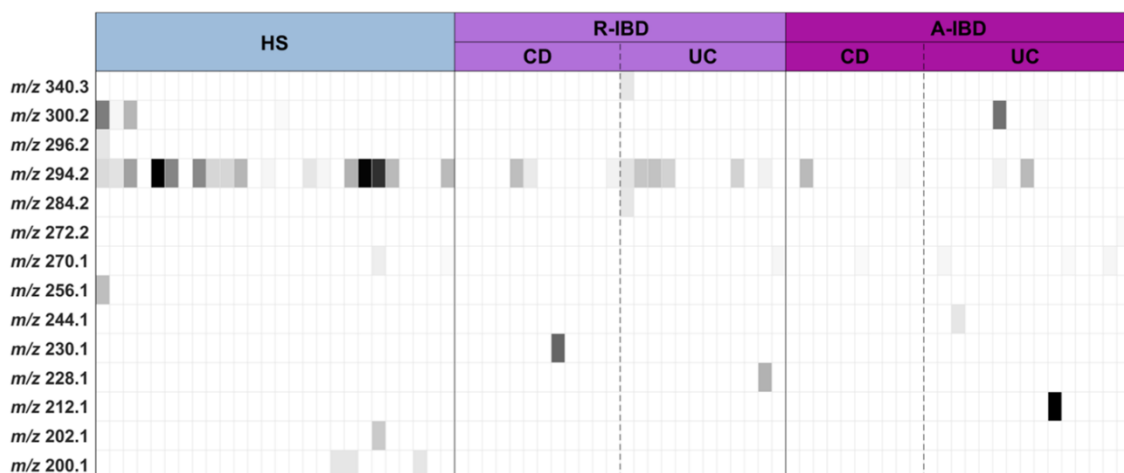 HS R-IBD A-IBD
CD UC CD UC
m/z 340.3
m/z 300.2
m/z 296.2
m/z 294.2
m/z 284.2
m/z 272.2
m/z 270.1
m/z 256.1
m/z 244.1
m/z 230.1
m/z 228.1
m/z 212.1
m/z 202.1
m/z 200.1